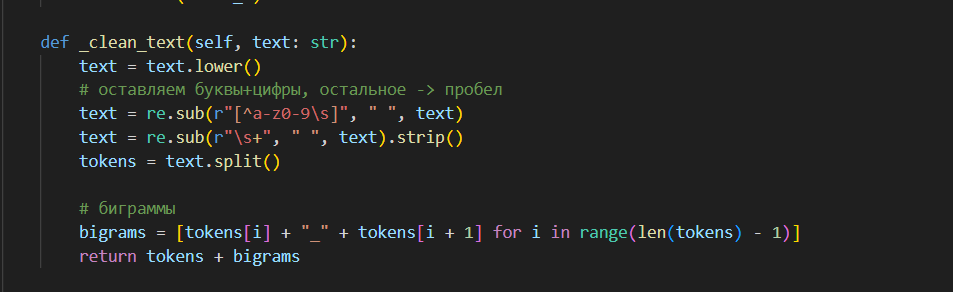 def _clean_text(self, text: str):
    text = text.lower()
    # оставляем буквы+цифры, остальное -> пробел
    text = re.sub(r"[^a-z0-9\s]", " ", text)
    text = re.sub(r"\s+", " ", text).strip()
    tokens = text.split()

    # биграммы
    bigrams = [tokens[i] + "_" + tokens[i + 1] for i in range(len(tokens) - 1)]
    return tokens + bigrams